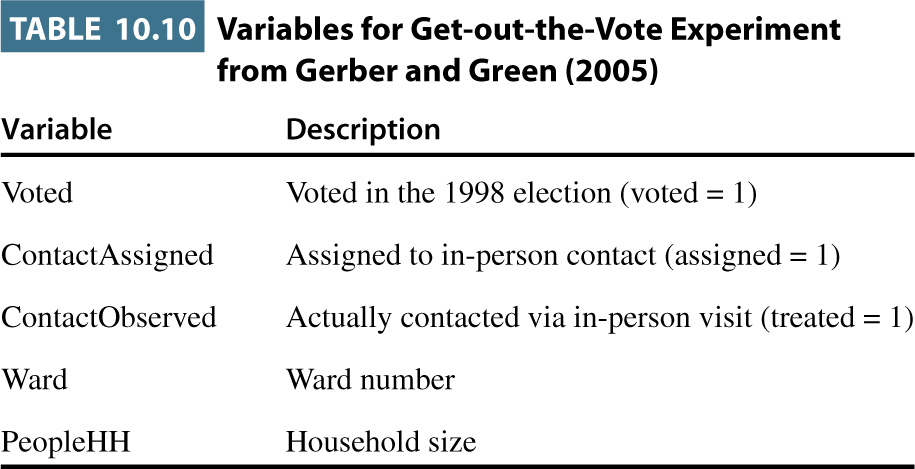 TABLE 10.10 Variables for Get-out-the-Vote Experiment
from Gerber and Green (2005)
Variable Description
Voted Voted in the 1998 election (voted = 1)
ContactAssigned Assigned to in-person contact (assigned = 1)
ContactObserved Actually contacted via in-person visit (treated = 1)
Ward Ward number
PeopleHH Household size